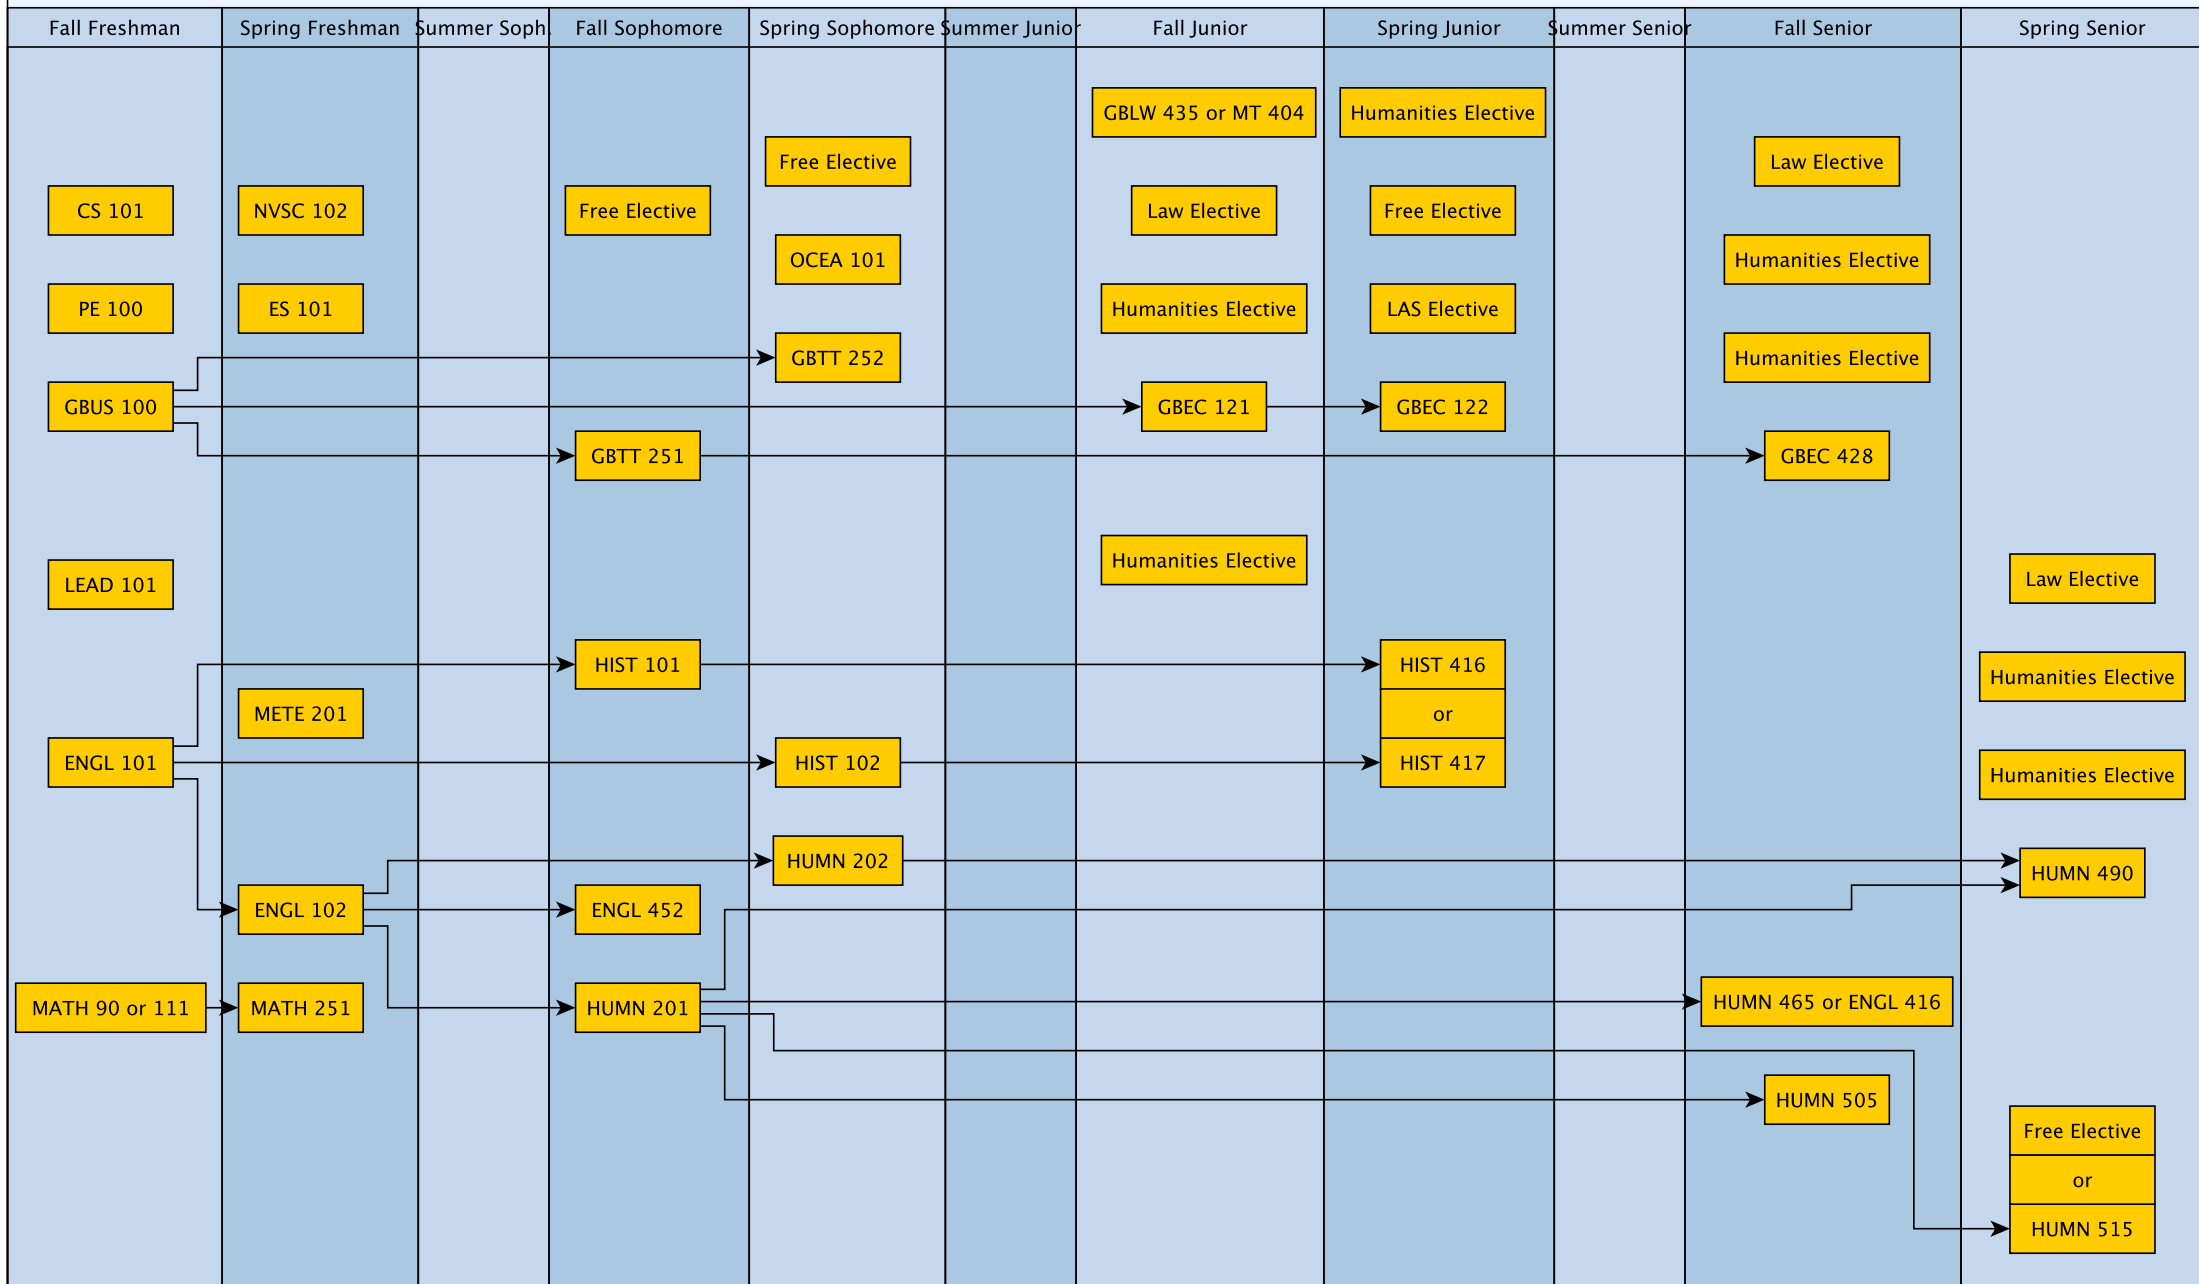 Fall Freshman
Spring Freshman
Summer Soph.
Fall Sophomore
Spring Sophomore
Summer Junior
Fall Junior
Spring Junior
Summer Senior
Fall Senior
Spring Senior
CS 101
PE 100
GBUS 100
LEAD 101
ENGL 101
MATH 90 or 111
NVSC 102
ES 101
METE 201
ENGL 102
MATH 251
Free Elective
GBTT 251
HIST 101
ENGL 452
HUMN 201
Free Elective
OCEA 101
GBTT 252
HIST 102
HUMN 202
GBLW 435 or MT 404
Law Elective
Humanities Elective
GBEC 121
Humanities Elective
Humanities Elective
Free Elective
LAS Elective
GBEC 122
HIST 416
or
HIST 417
Law Elective
Humanities Elective
Humanities Elective
GBEC 428
HUMN 465 or ENGL 416
HUMN 505
Law Elective
Humanities Elective
Humanities Elective
HUMN 490
Free Elective
or
HUMN 515